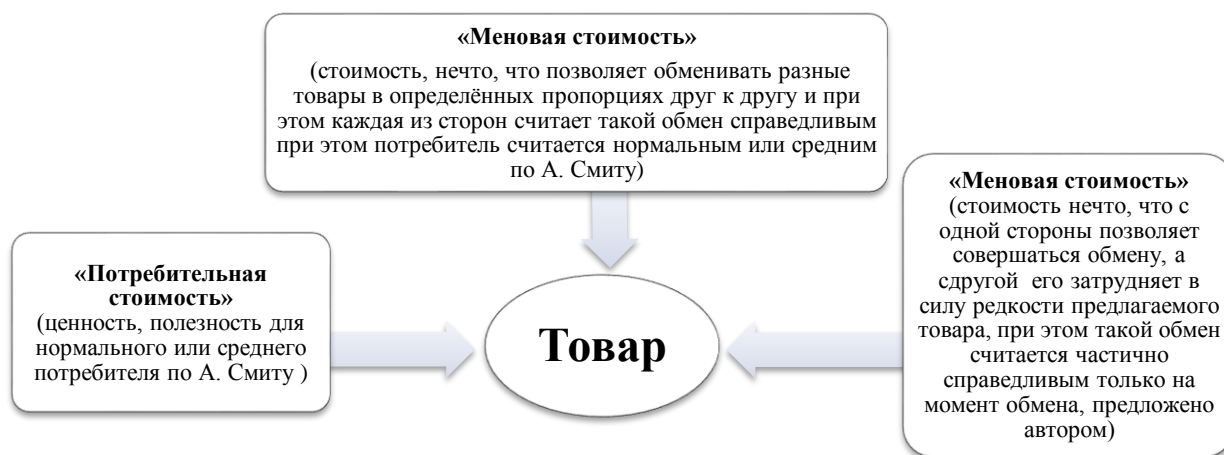 «Меновая стоимость»
(стоимость, нечто, что позволяет обменивать разные
товары в определённых пропорциях друг к другу и при
этом каждая из сторон считает такой обмен справедливым
при этом потребитель считается нормальным или средним
по А. Смиту)
«Потребительная
стоимость»
(ценность, полезность для
нормального или среднего
потребителя по А. Смиту )
Товар
«Меновая стоимость»
(стоимость нечто, что с
одной стороны позволяет
совершаться обмену, а
сдругой его затрудняет в
силу редкости предлагаемого
товара, при этом такой обмен
считается частично
справедливым только на
момент обмена, предложено
автором)